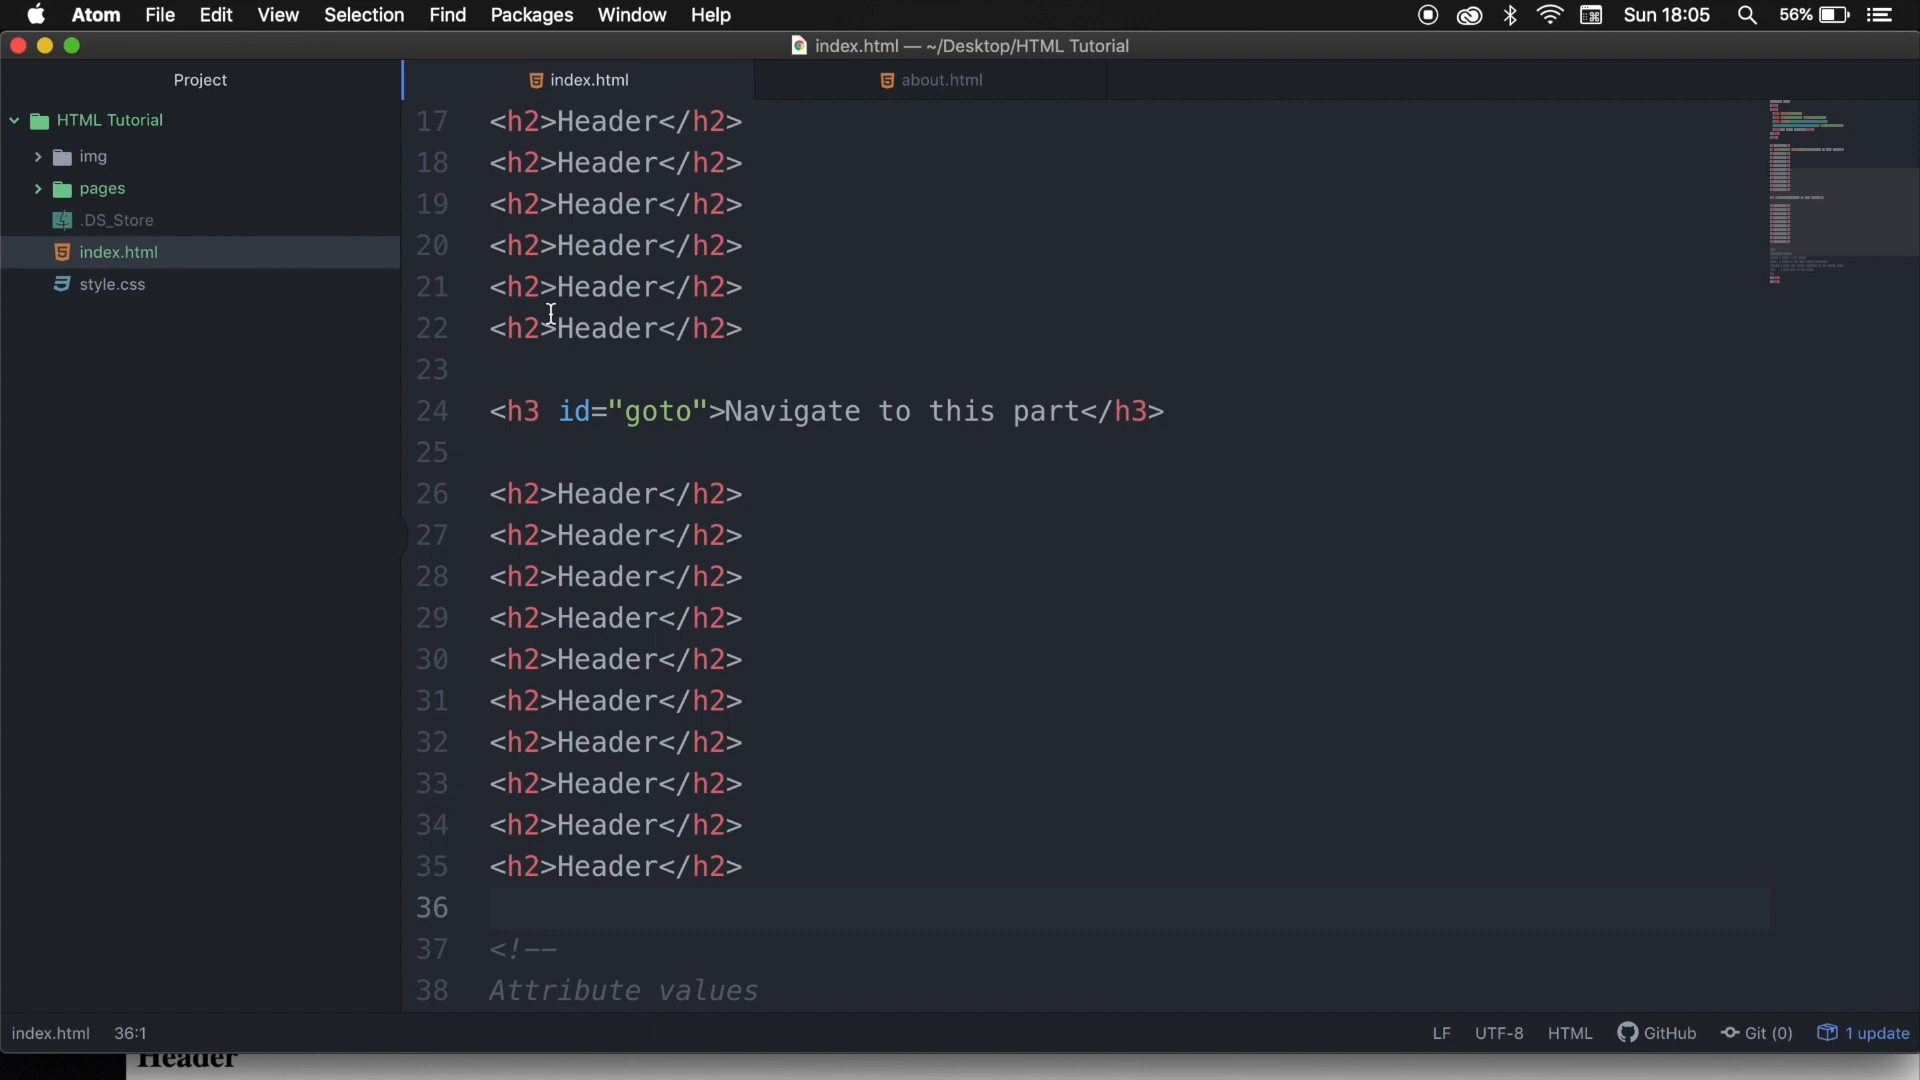 Atom File Edit View Selection Find Packages Window Help Sun 18:05 56%
index.html — ~/Desktop/HTML Tutorial
Project index.html about.html
HTML Tutorial
img
pages
.DS_Store
index.html
style.css
17 <h2>Header</h2>
18 <h2>Header</h2>
19 <h2>Header</h2>
20 <h2>Header</h2>
21 <h2>Header</h2>
22 <h2>Header</h2>
23
24 <h3 id="goto">Navigate to this part</h3>
25
26 <h2>Header</h2>
27 <h2>Header</h2>
28 <h2>Header</h2>
29 <h2>Header</h2>
30 <h2>Header</h2>
31 <h2>Header</h2>
32 <h2>Header</h2>
33 <h2>Header</h2>
34 <h2>Header</h2>
35 <h2>Header</h2>
36
37 <!--
38 Attribute values
index.html 36:1 LF UTF-8 HTML GitHub Git (0) 1 update
Header